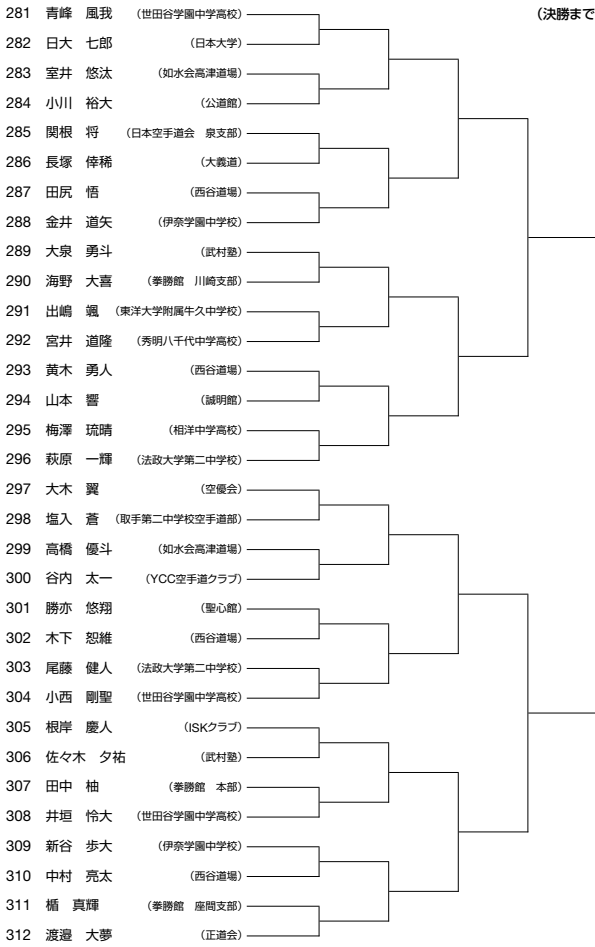 281 青峰 風我 (世田谷学園中学高校)
(決勝まで
282 日大 七郎 (日本大学)
283 室井 悠汰 (如水会高津道場)
284 小川 裕大 (公道館)
285 関根 将 (日本空手道会 泉支部)
286 長塚 倖稀 (大義道)
287 田尻 悟 (西谷道場)
288 金井 道矢 (伊奈学園中学校)
289 大泉 勇斗 (武村塾)
290 海野 大喜 (拳勝館 川崎支部)
291 出嶋 颯 (東洋大学附属牛久中学校)
292 宮井 道隆 (秀明八千代中学高校)
293 黄木 勇人 (西谷道場)
294 山本 響 (誠明館)
295 梅澤 琉晴 (相洋中学高校)
296 萩原 一輝 (法政大学第二中学校)
297 大木 翼 (空優会)
298 塩入 蒼 (取手第二中学校空手道部)
299 高橋 優斗 (如水会高津道場)
300 谷内 太一 (YCC空手道クラブ)
301 勝亦 悠翔 (聖心館)
302 木下 恕維 (西谷道場)
303 尾藤 健人 (法政大学第二中学校)
304 小西 剛聖 (世田谷学園中学高校)
305 根岸 慶人 (ISKクラブ)
306 佐々木 夕祐 (武村塾)
307 田中 柚 (拳勝館 本部)
308 井垣 怜大 (世田谷学園中学高校)
309 新谷 歩大 (伊奈学園中学校)
310 中村 亮太 (西谷道場)
311 楯 真輝 (拳勝館 座間支部)
312 渡邉 大夢 (正道会)